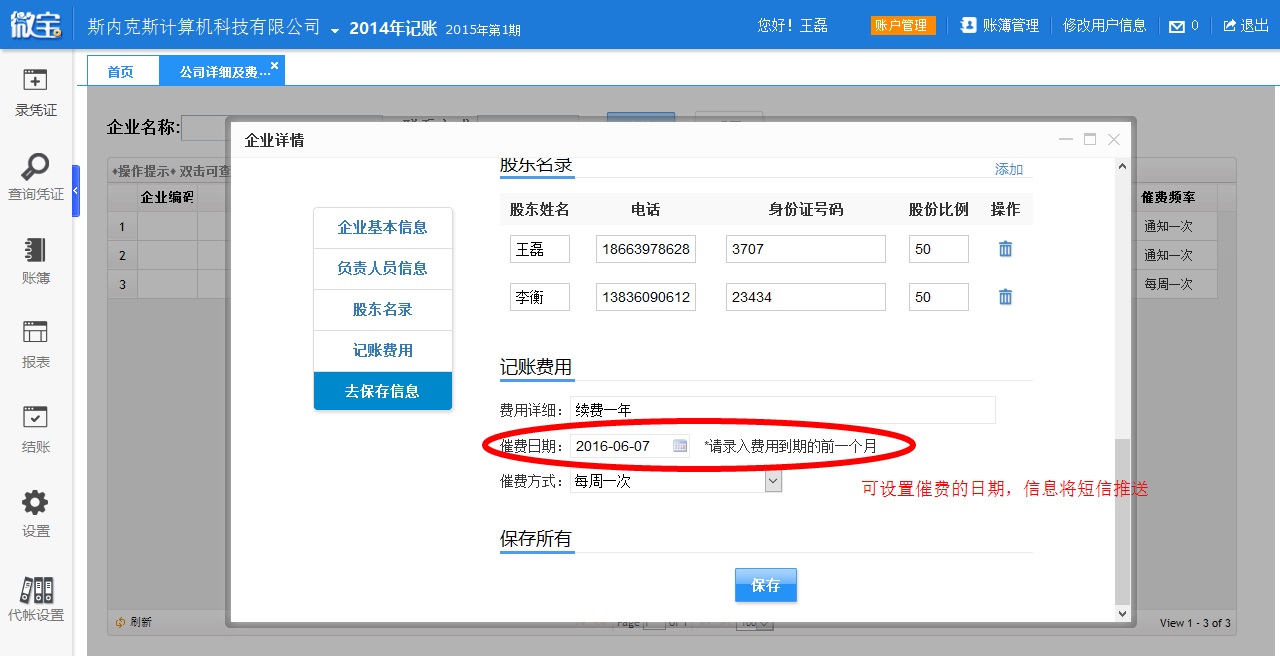 微宝 斯内克斯计算机科技有限公司 2014年记账 2015年第1期 您好！王磊 账户管理 账簿管理 修改用户信息 0 退出
首页 公司详细及费...
录凭证
查询凭证
账簿
报表
结账
设置
代帐设置
企业名称:
操作提示 双击可查
企业编码 催费频率
1 通知一次
2 通知一次
3 每周一次
企业详情
企业基本信息
负责人员信息
股东名录
记账费用
去保存信息
股东名录 添加
股东姓名 电话 身份证号码 股份比例 操作
王磊 18663978628 3707 50
李衡 13836090612 23434 50
记账费用
费用详细： 续费一年
催费日期： 2016-06-07 *请录入费用到期的前一个月
催费方式： 每周一次
可设置催费的日期，信息将短信推送
保存所有
保存
刷新 View 1 - 3 of 3